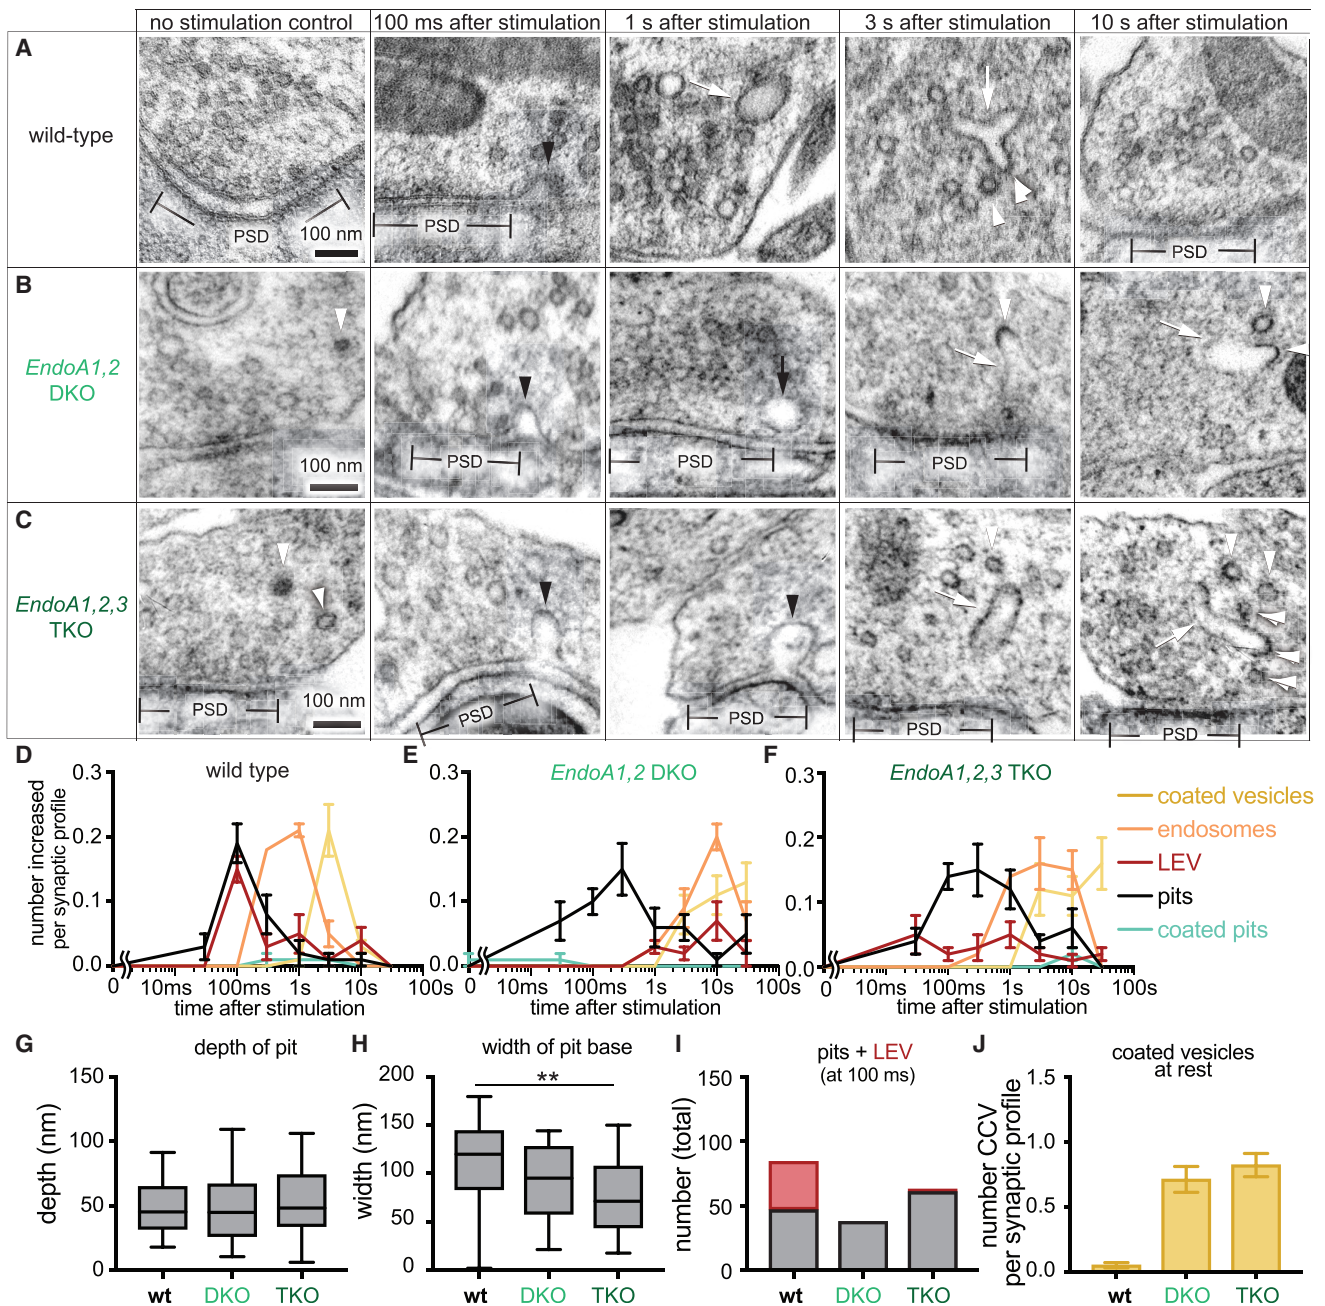 no stimulation control 100 ms after stimulation 1 s after stimulation 3 s after stimulation 10 s after stimulation
A
wild-type
PSD
100 nm
PSD
PSD
B
EndoA1,2
DKO
100 nm
PSD
PSD
PSD
C
EndoA1,2,3
TKO
PSD
100 nm
PSD
PSD
PSD
PSD
D wild type
number increased
per synaptic profile
0.3
0.2
0.1
0.0
0 10ms 100ms 1s 10s 100s
time after stimulation
E EndoA1,2 DKO
0.3
0.2
0.1
0.0
0 10ms 100ms 1s 10s 100s
time after stimulation
F EndoA1,2,3 TKO
0.3
0.2
0.1
0.0
0 10ms 100ms 1s 10s 100s
time after stimulation
coated vesicles
endosomes
LEV
pits
coated pits
G depth of pit
depth (nm)
150
100
50
0
wt DKO TKO
H width of pit base
width (nm)
200
150
100
50
0
**
wt DKO TKO
I pits + LEV
(at 100 ms)
number (total)
150
100
50
0
wt DKO TKO
J coated vesicles
at rest
number CCV
per synaptic profile
1.5
1.0
0.5
0.0
wt DKO TKO